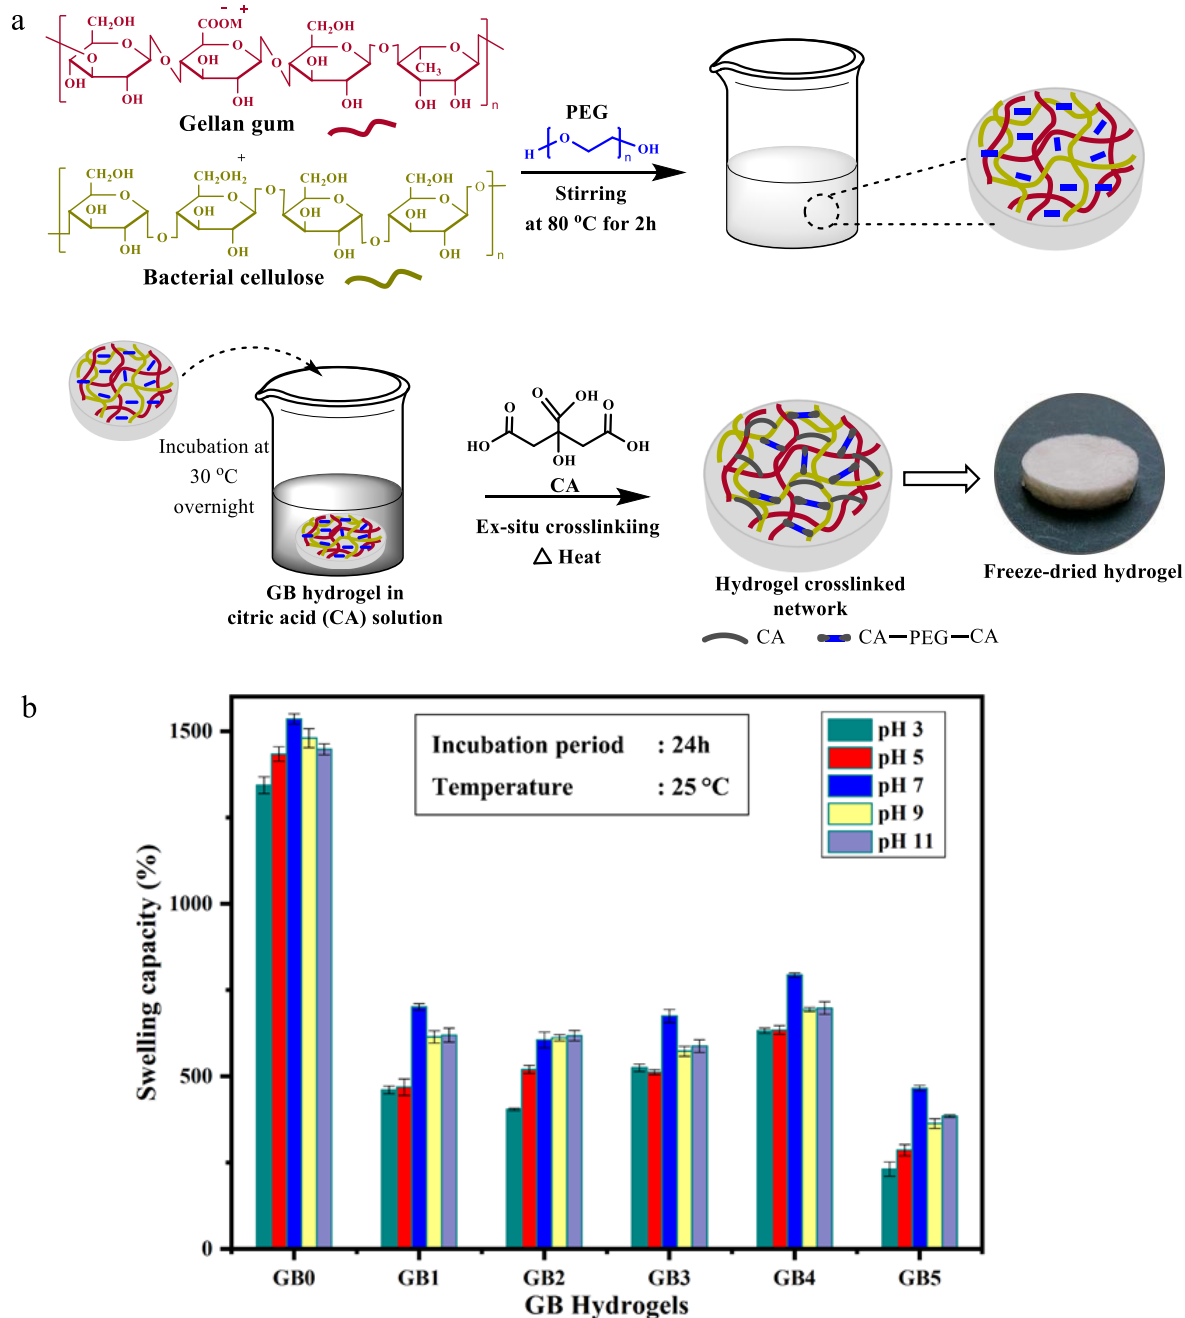 a
CH₂OH
COOM
- +
CH₂OH
O
O
O
O
O
O
O
O
CH₃
OH
OH
OH
OH
OH
OH
OH
OH
OH
n
Gellan gum
PEG
H
O
OH
n
Stirring
at 80 °C for 2h
+
CH₂OH
CH₂OH₂
CH₂OH
CH₂OH
O
O
O
O
O
O
O
O
OH
OH
OH
OH
OH
OH
OH
OH
n
Bacterial cellulose
Incubation at
30 °C
overnight
GB hydrogel in
citric acid (CA) solution
O
OH
O
O
HO
OH
OH
CA
Ex-situ crosslinkiing
△ Heat
Hydrogel crosslinked
network
CA
CA—PEG—CA
Freeze-dried hydrogel
b
Incubation period : 24h
Temperature : 25 °C
pH 3
pH 5
pH 7
pH 9
pH 11
1500
1000
500
0
Swelling capacity (%)
GB0 GB1 GB2 GB3 GB4 GB5
GB Hydrogels